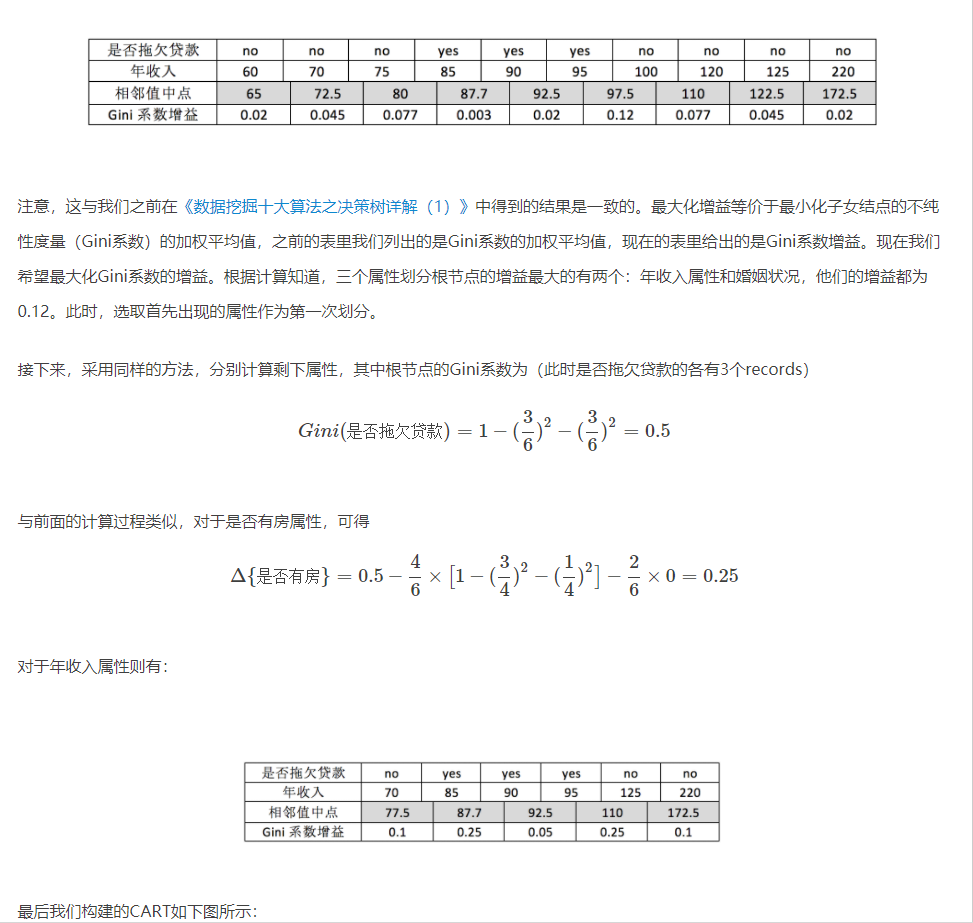 是否拖欠贷款 no no no yes yes yes no no no no
年收入 60 70 75 85 90 95 100 120 125 220
相邻值中点 65 72.5 80 87.7 92.5 97.5 110 122.5 172.5
Gini 系数增益 0.02 0.045 0.077 0.003 0.02 0.12 0.077 0.045 0.02
注意，这与我们之前在《数据挖掘十大算法之决策树详解（1）》中得到的结果是一致的。最大化增益等价于最小化子女结点的不纯
性度量（Gini系数）的加权平均值，之前的表里我们列出的是Gini系数的加权平均值，现在的表里给出的是Gini系数增益。现在我们
希望最大化Gini系数的增益。根据计算知道，三个属性划分根节点的增益最大的有两个：年收入属性和婚姻状况，他们的增益都为
0.12。此时，选取首先出现的属性作为第一次划分。
接下来，采用同样的方法，分别计算剩下属性，其中根节点的Gini系数为（此时是否拖欠贷款的各有3个records）
Gini(是否拖欠贷款) = 1 − (3/6)² − (3/6)² = 0.5
与前面的计算过程类似，对于是否有房属性，可得
Δ{是否有房} = 0.5 − 4/6 × [1 − (3/4)² − (1/4)²] − 2/6 × 0 = 0.25
对于年收入属性则有：
是否拖欠贷款 no yes yes yes no no
年收入 70 85 90 95 125 220
相邻值中点 77.5 87.7 92.5 110 172.5
Gini 系数增益 0.1 0.25 0.05 0.25 0.1
最后我们构建的CART如下图所示：